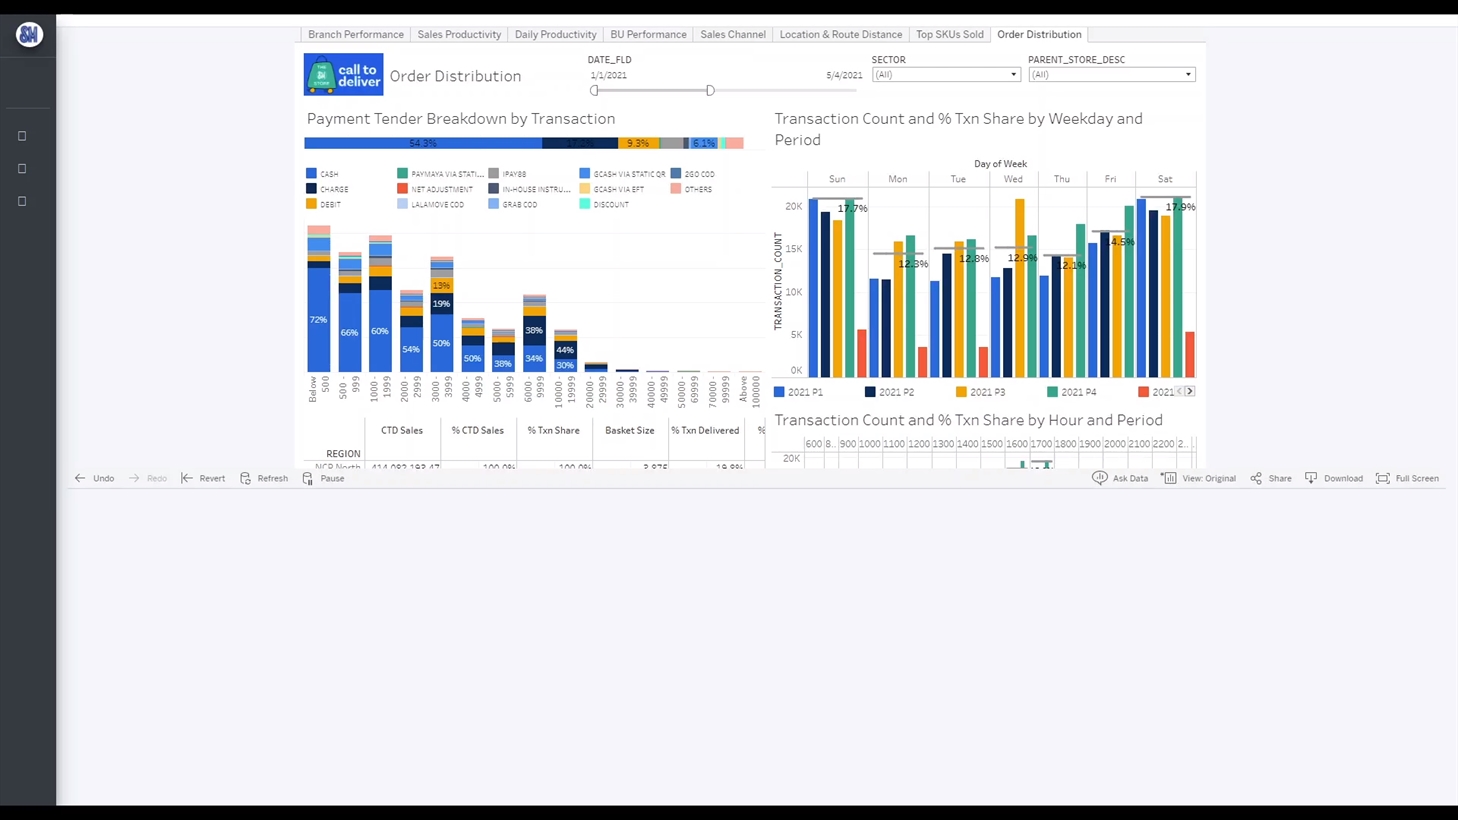 SM
Branch Performance
Sales Productivity
Daily Productivity
BU Performance
Sales Channel
Location & Route Distance
Top SKUs Sold
Order Distribution
THE SM STORE
call to deliver
Order Distribution
DATE_FLD
1/1/2021
5/4/2021
SECTOR
(All)
PARENT_STORE_DESC
(All)
Payment Tender Breakdown by Transaction
54.3%
9.3%
6.1%
CASH
PAYMAYA VIA STATI...
IPAY88
GCASH VIA STATIC QR
2GO COD
CHARGE
NET ADJUSTMENT
IN-HOUSE INSTRU...
GCASH VIA EFT
OTHERS
DEBIT
LALAMOVE COD
GRAB COD
DISCOUNT
72%
66%
60%
54%
13%
19%
50%
50%
38%
38%
34%
44%
30%
Below 500
500 - 999
1000 - 1999
2000 - 2999
3000 - 3999
4000 - 4999
5000 - 5999
6000 - 9999
10000 - 19999
20000 - 29999
30000 - 39999
40000 - 49999
50000 - 69999
70000 - 99999
Above 100000
CTD Sales
% CTD Sales
% Txn Share
Basket Size
% Txn Delivered
%
REGION
NCR North
414,082,193.47
100.0%
100.0%
3,875
19.8%
Transaction Count and % Txn Share by Weekday and
Period
Day of Week
Sun
Mon
Tue
Wed
Thu
Fri
Sat
TRANSACTION_COUNT
20K
15K
10K
5K
0K
17.7%
12.3%
12.8%
12.9%
12.1%
14.5%
17.9%
2021 P1
2021 P2
2021 P3
2021 P4
2021
Transaction Count and % Txn Share by Hour and Period
600 8.. 900 1000 1100 1200 1300 1400 1500 1600 1700 1800 1900 2000 2100 2200 2..
20K
Undo
Redo
Revert
Refresh
Pause
Ask Data
View: Original
Share
Download
Full Screen